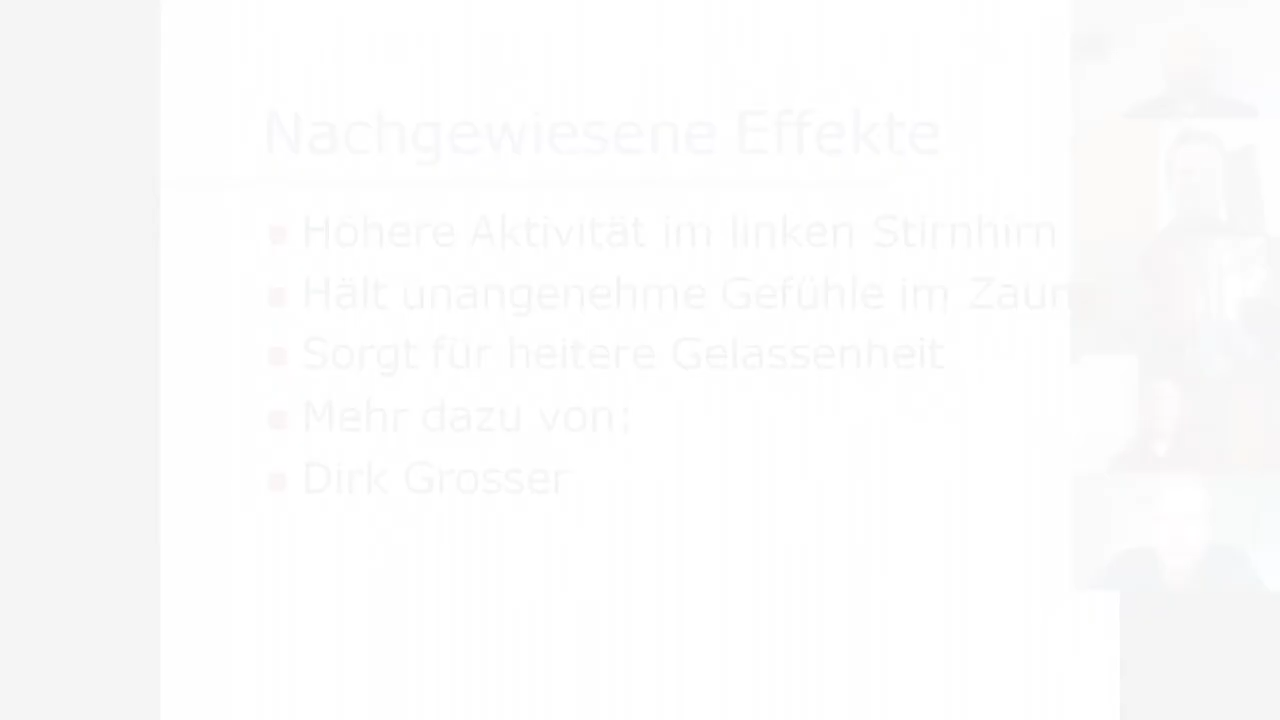 Nachgewiesene Effekte
Höhere Aktivität im linken Stirnhirn
Hält unangenehme Gefühle im Zaum
Sorgt für heitere Gelassenheit
Mehr dazu von:
Dirk Grosser